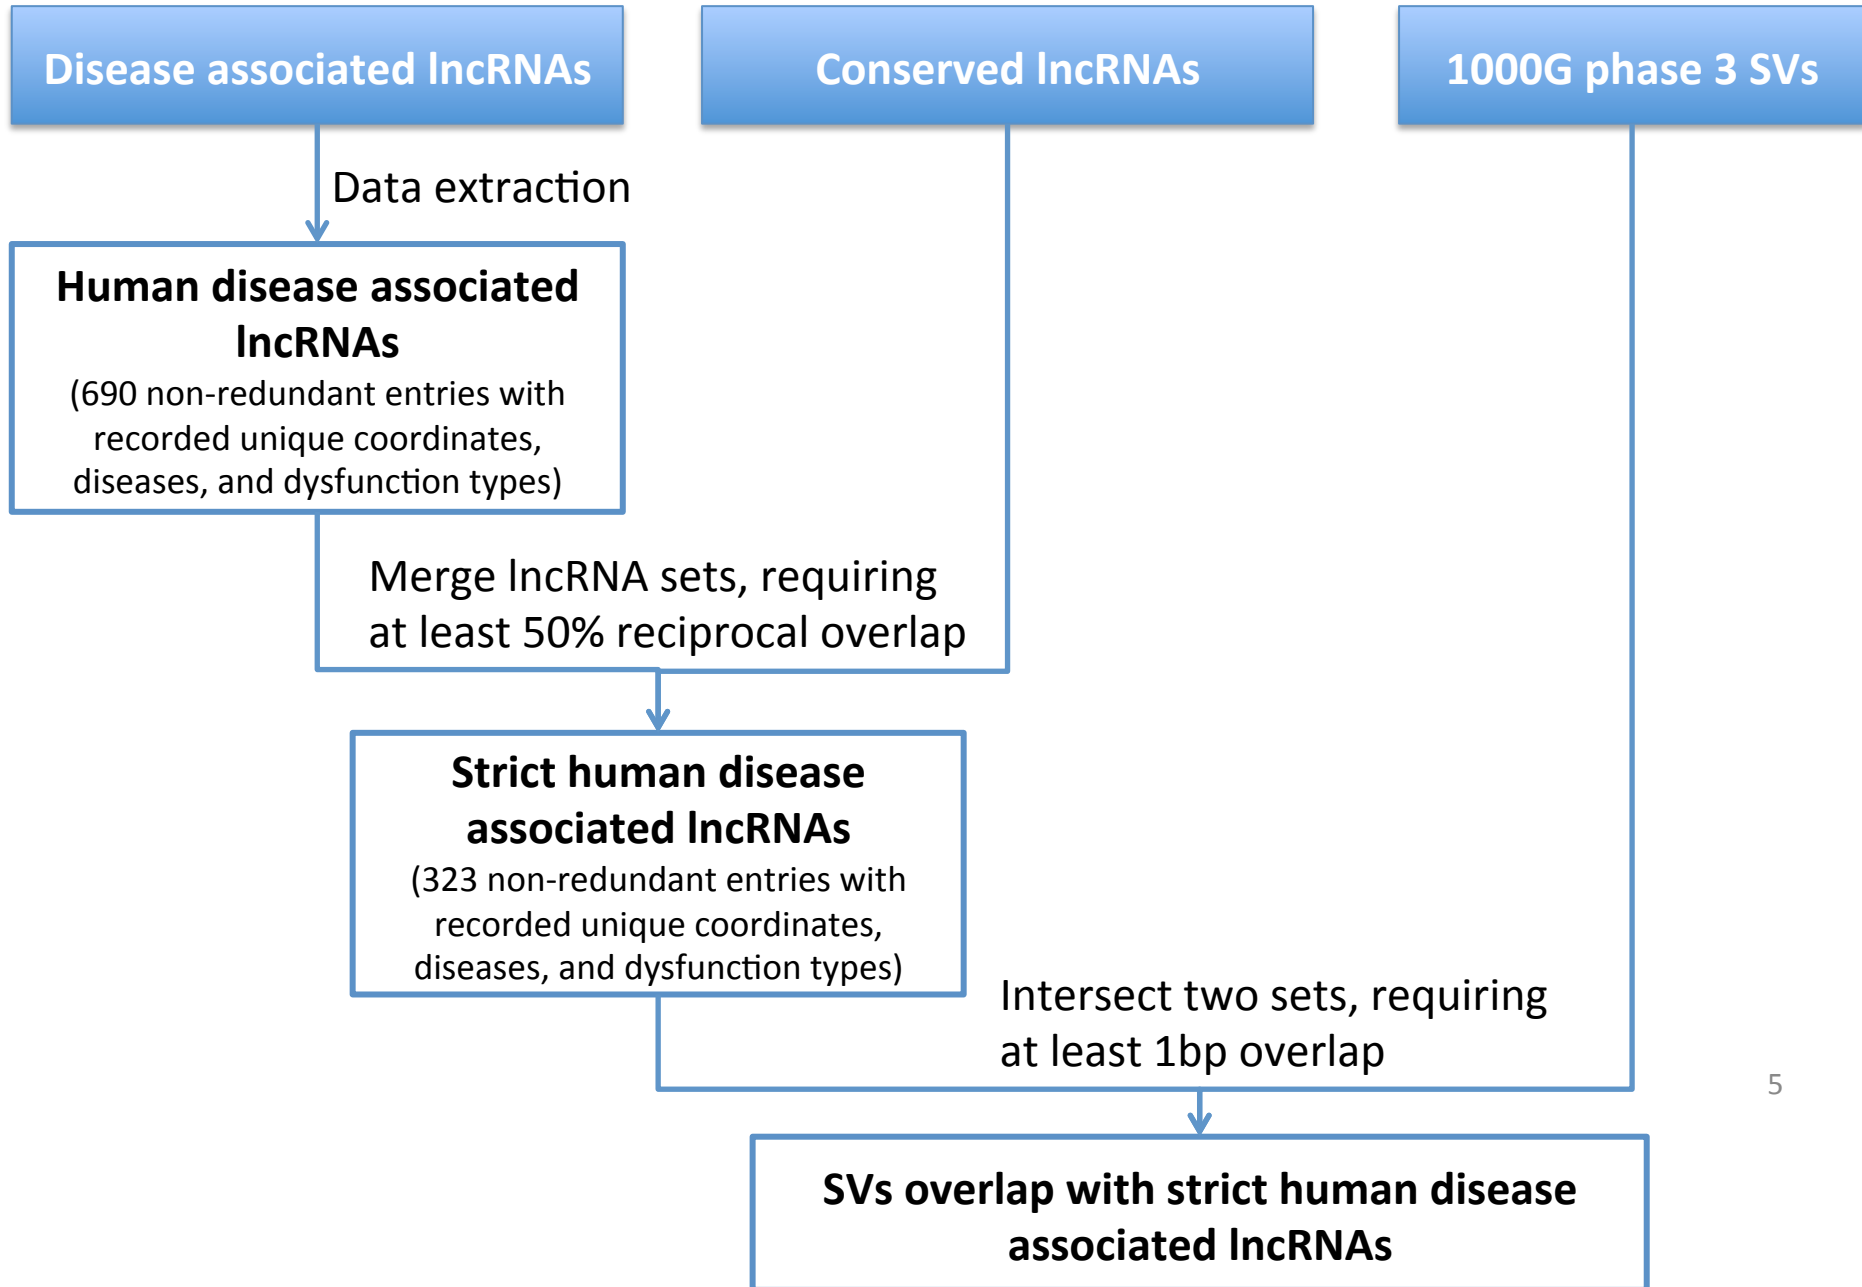 Disease associated lncRNAs
Conserved lncRNAs
1000G phase 3 SVs
Data extraction
Human disease associated
lncRNAs
(690 non-redundant entries with
recorded unique coordinates,
diseases, and dysfunction types)
Merge lncRNA sets, requiring
at least 50% reciprocal overlap
Strict human disease
associated lncRNAs
(323 non-redundant entries with
recorded unique coordinates,
diseases, and dysfunction types)
Intersect two sets, requiring
at least 1bp overlap
5
SVs overlap with strict human disease
associated lncRNAs